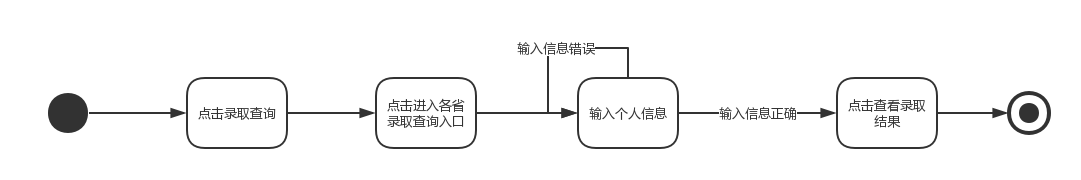 输入信息错误
点击录取查询
点击进入各省
录取查询入口
输入个人信息
输入信息正确
点击查看录取
结果